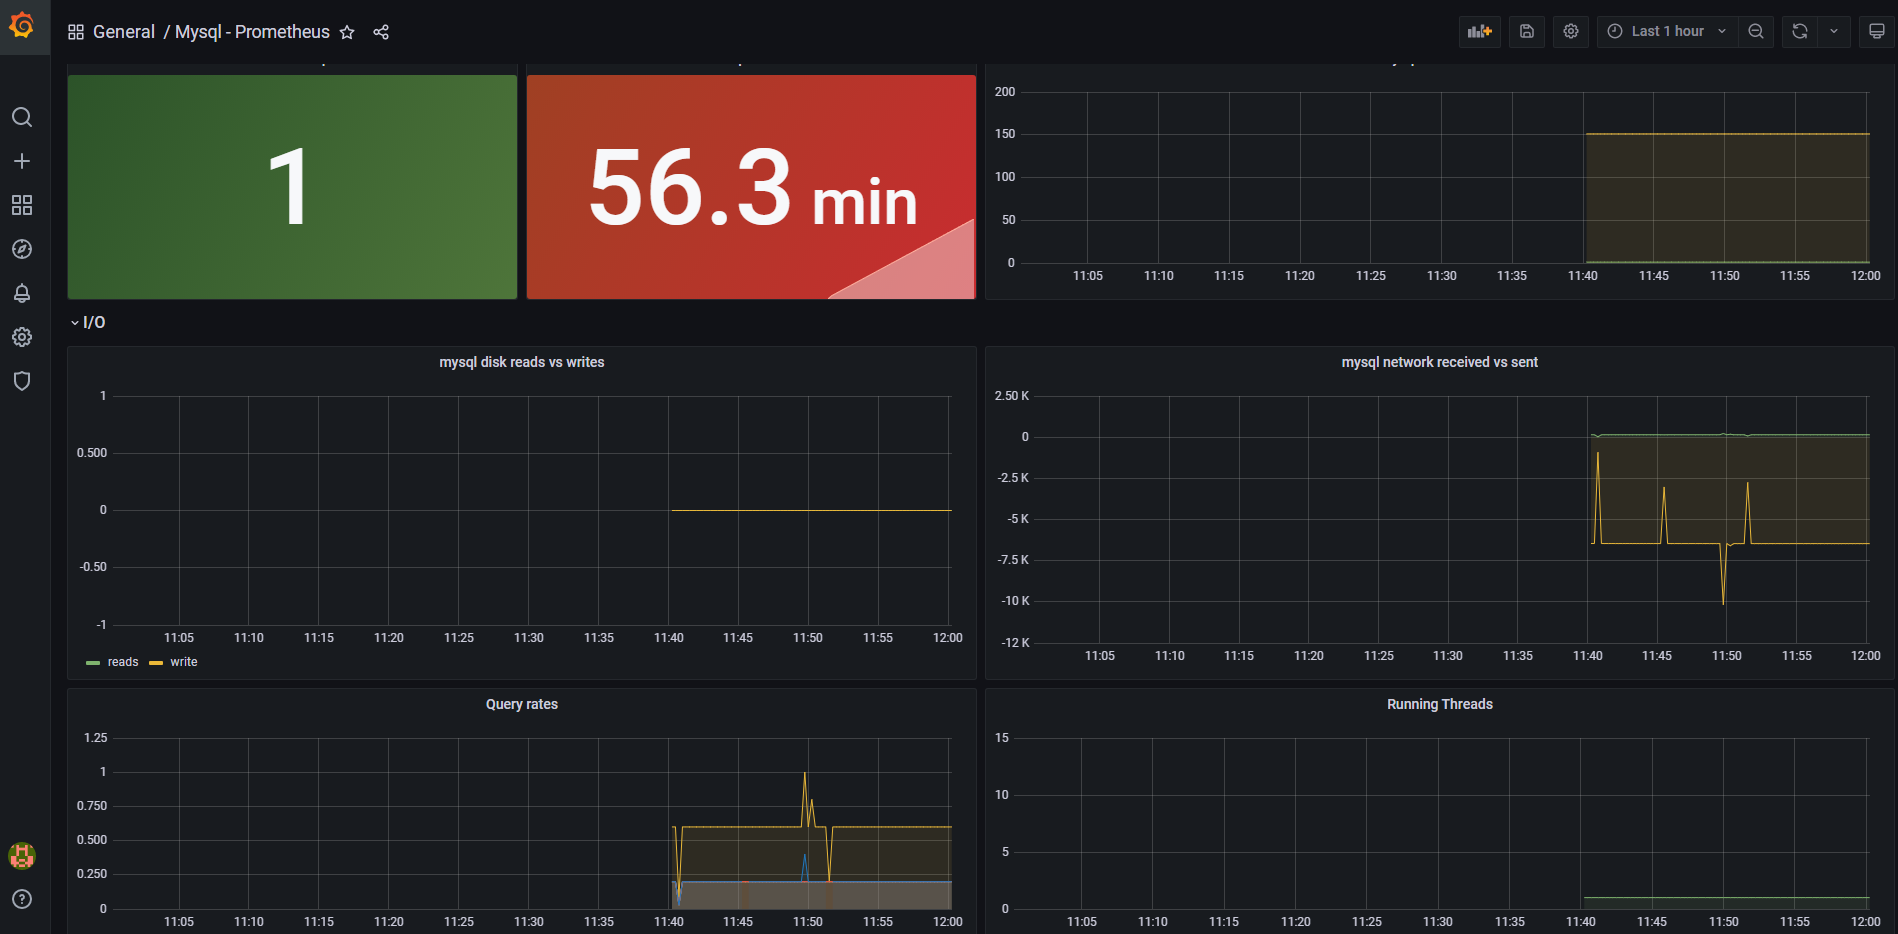 General / Mysql - Prometheus
Last 1 hour
1
56.3 min
200
150
100
50
0
11:05 11:10 11:15 11:20 11:25 11:30 11:35 11:40 11:45 11:50 11:55 12:00
I/O
mysql disk reads vs writes
1
0.500
0
-0.50
-1
11:05 11:10 11:15 11:20 11:25 11:30 11:35 11:40 11:45 11:50 11:55 12:00
reads write
mysql network received vs sent
2.50 K
0
-2.5 K
-5 K
-7.5 K
-10 K
-12 K
11:05 11:10 11:15 11:20 11:25 11:30 11:35 11:40 11:45 11:50 11:55 12:00
Query rates
1.25
1
0.750
0.500
0.250
0
11:05 11:10 11:15 11:20 11:25 11:30 11:35 11:40 11:45 11:50 11:55 12:00
Running Threads
15
10
5
0
11:05 11:10 11:15 11:20 11:25 11:30 11:35 11:40 11:45 11:50 11:55 12:00